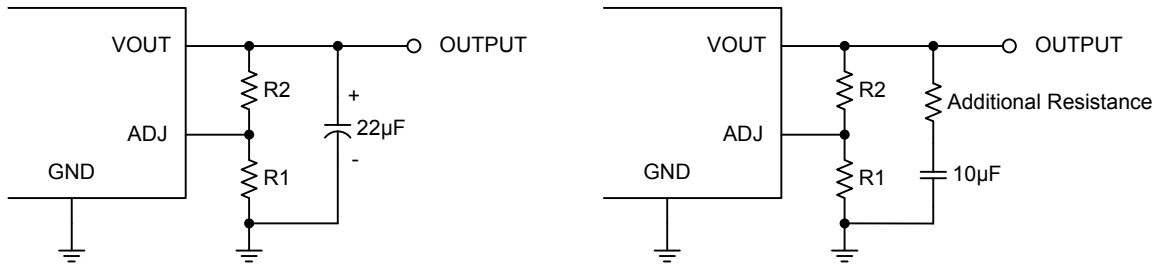 VOUT
OUTPUT
R2
+
22µF
-
ADJ
R1
GND
VOUT
OUTPUT
R2
Additional Resistance
ADJ
R1
10µF
GND